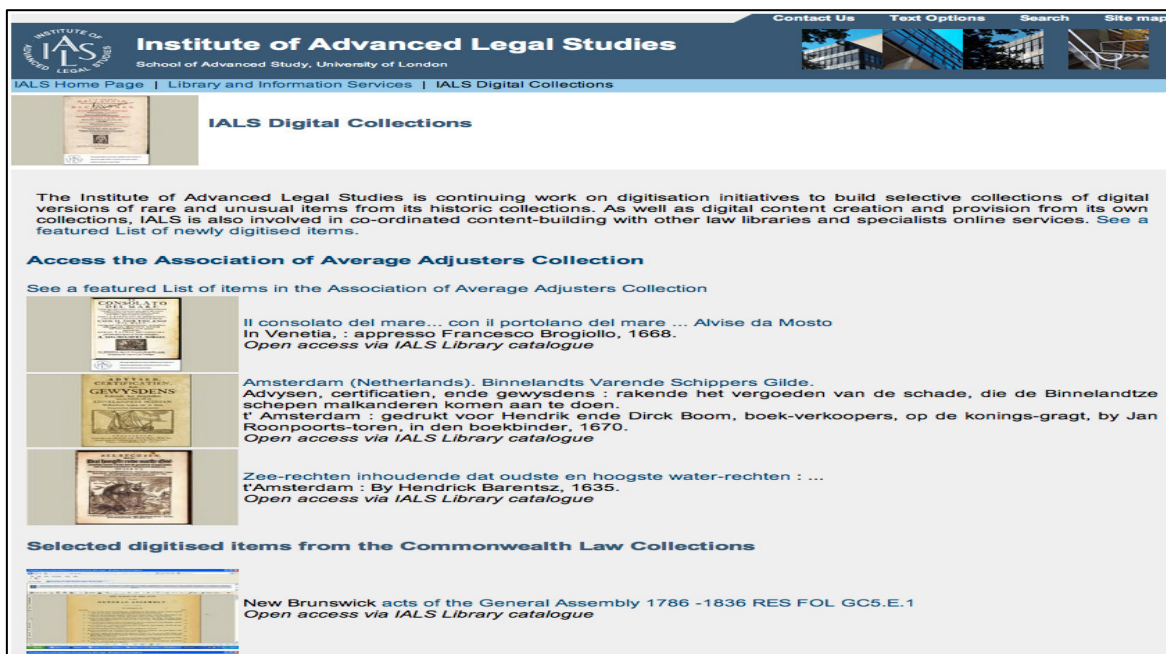 Contact Us Text Options Search Site map
INSTITUTE OF ADVANCED LEGAL STUDIES
IALS
Institute of Advanced Legal Studies
School of Advanced Study, University of London
IALS Home Page | Library and Information Services | IALS Digital Collections
IALS Digital Collections
The Institute of Advanced Legal Studies is continuing work on digitisation initiatives to build selective collections of digital
versions of rare and unusual items from its historic collections. As well as digital content creation and provision from its own
collections, IALS is also involved in co-ordinated content-building with other law libraries and specialists online services. See a
featured List of newly digitised items.
Access the Association of Average Adjusters Collection
See a featured List of items in the Association of Average Adjusters Collection
CONSOLATO
DEL MARE
Il consolato del mare... con il portolano del mare ... Alvise da Mosto
In Venetia, : appresso Francesco Brogiollo, 1668.
Open access via IALS Library catalogue
GEWYSDENS
Amsterdam (Netherlands). Binnelandts Varende Schippers Gilde.
Advysen, certificatien, ende gewysdens : rakende het vergoeden van de schade, die de Binnelandtze
schepen malkanderen komen aan te doen.
t' Amsterdam : gedrukt voor Hendrik ende Dirck Boom, boek-verkoopers, op de konings-gragt, by Jan
Roonpoorts-toren, in den boekbinder, 1670.
Open access via IALS Library catalogue
Zee-rechten inhoudende dat oudste en hoogste water-rechten : ...
t'Amsterdam : By Hendrick Barentsz, 1635.
Open access via IALS Library catalogue
Selected digitised items from the Commonwealth Law Collections
GENERAL ASSEMBLY
New Brunswick acts of the General Assembly 1786 -1836 RES FOL GC5.E.1
Open access via IALS Library catalogue